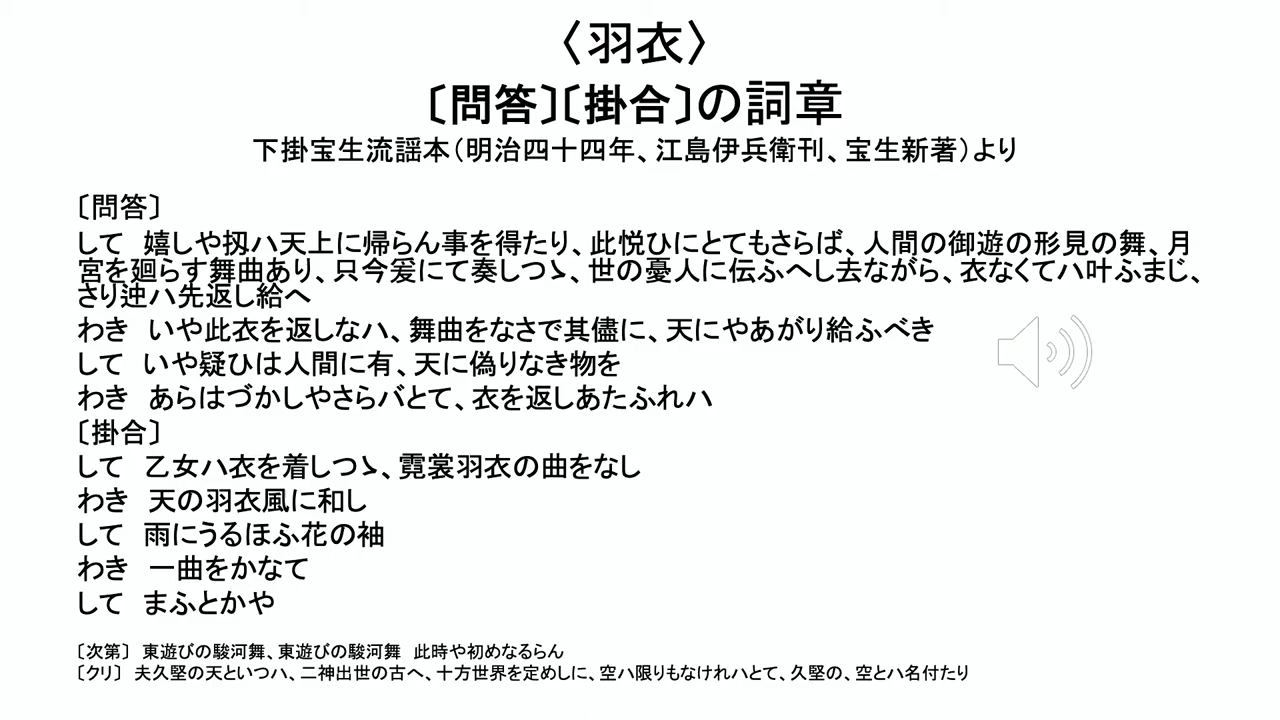 〈羽衣〉
〔問答〕〔掛合〕の詞章
下掛宝生流謡本（明治四十四年、江島伊兵衛刊、宝生新著）より
〔問答〕
して　嬉しや扨ハ天上に帰らん事を得たり、此悦ひにとてもさらば、人間の御遊の形見の舞、月
宮を廻らす舞曲あり、只今爰にて奏しつゝ、世の憂人に伝ふへし去ながら、衣なくてハ叶ふまじ、
さり迚ハ先返し給へ
わき　いや此衣を返しなハ、舞曲をなさで其儘に、天にやあがり給ふべき
して　いや疑ひは人間に有、天に偽りなき物を
わき　あらはづかしやさらバとて、衣を返しあたふれハ
〔掛合〕
して　乙女ハ衣を着しつゝ、霓裳羽衣の曲をなし
わき　天の羽衣風に和し
して　雨にうるほふ花の袖
わき　一曲をかなて
して　まふとかや
〔次第〕　東遊びの駿河舞、東遊びの駿河舞　此時や初めなるらん
〔クリ〕　夫久堅の天といつハ、二神出世の古へ、十方世界を定めしに、空ハ限りもなけれハとて、久堅の、空とハ名付たり